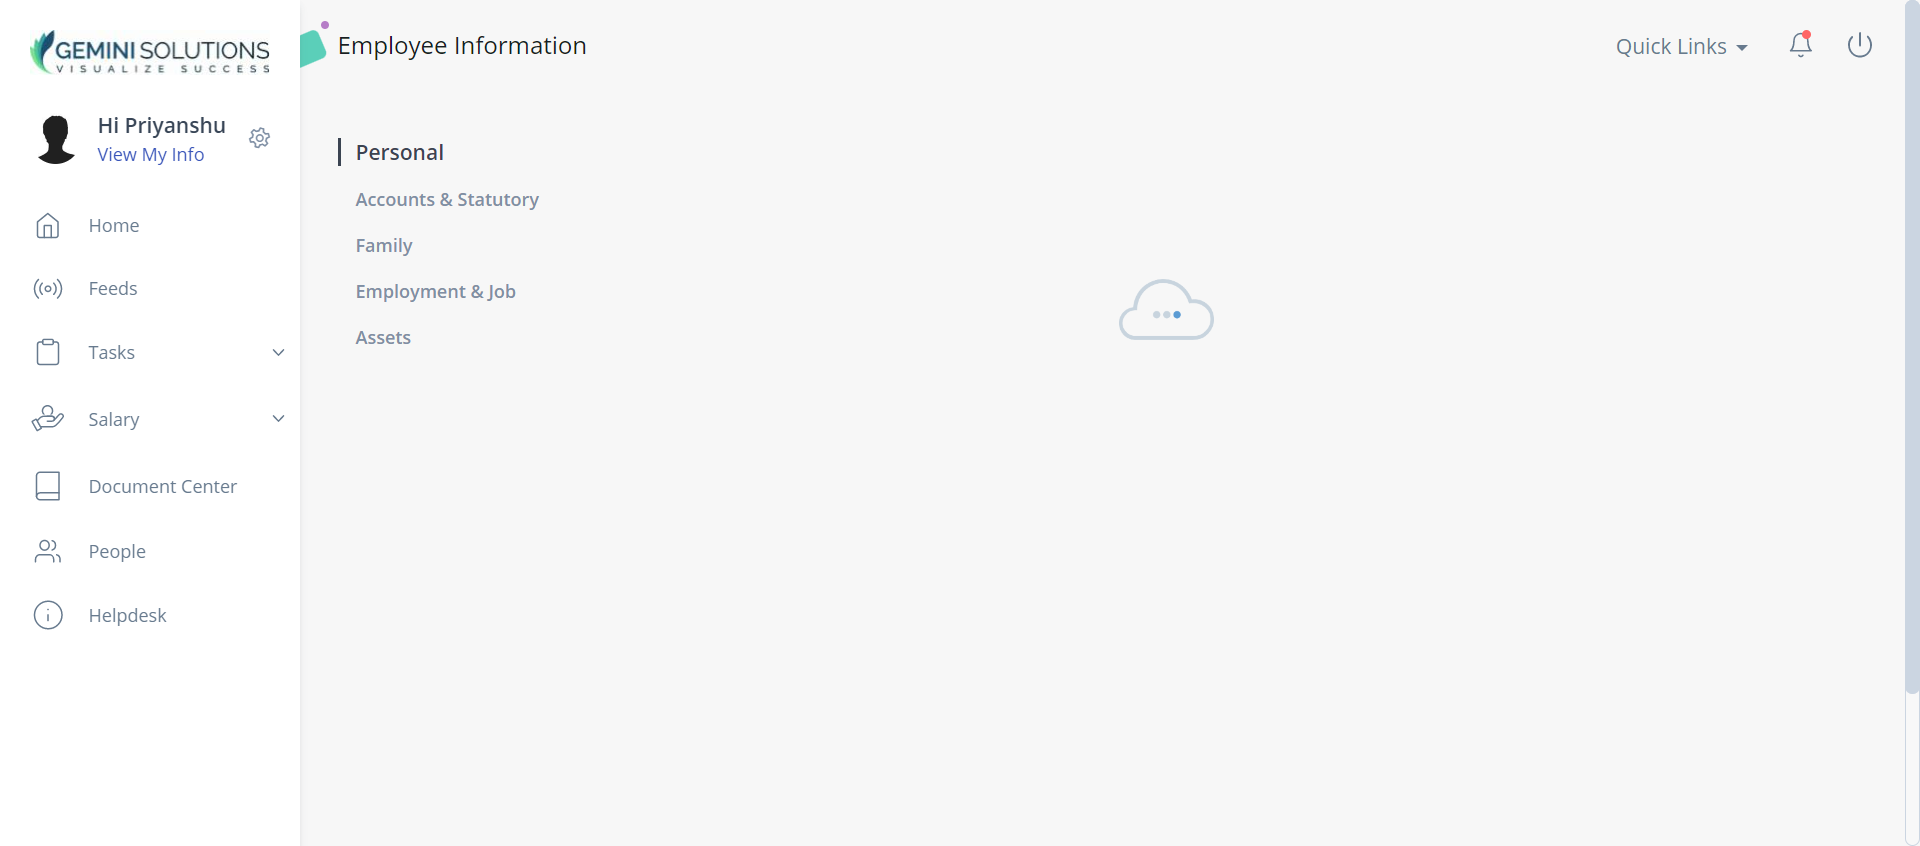 GEMINI SOLUTIONS
VISUALIZE SUCCESS
Hi Priyanshu
View My Info
Home
Feeds
Tasks
Salary
Document Center
People
Helpdesk
Employee Information
Quick Links
Personal
Accounts & Statutory
Family
Employment & Job
Assets